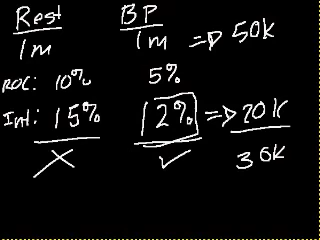 Rest BP
1m 1m => 50k
ROC: 10% 5%
Int: 15% 12% => 20k
30k